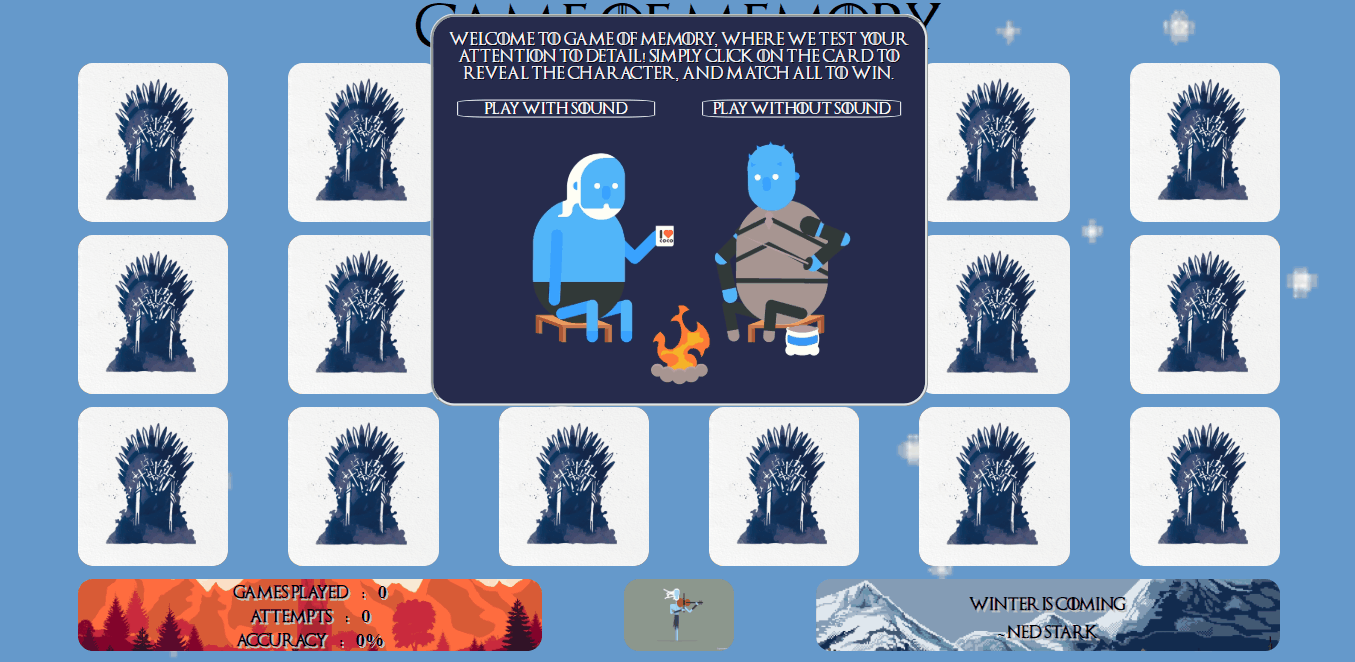 GAME OF MEMORY
WELCOME TO GAME OF MEMORY, WHERE WE TEST YOUR
ATTENTION TO DETAIL! SIMPLY CLICK ON THE CARD TO
REVEAL THE CHARACTER, AND MATCH ALL TO WIN.
PLAY WITH SOUND
PLAY WITHOUT SOUND
I ❤
COCO
GAMES PLAYED : 0
ATTEMPTS : 0
ACCURACY : 0%
WINTER IS COMING
~NED STARK